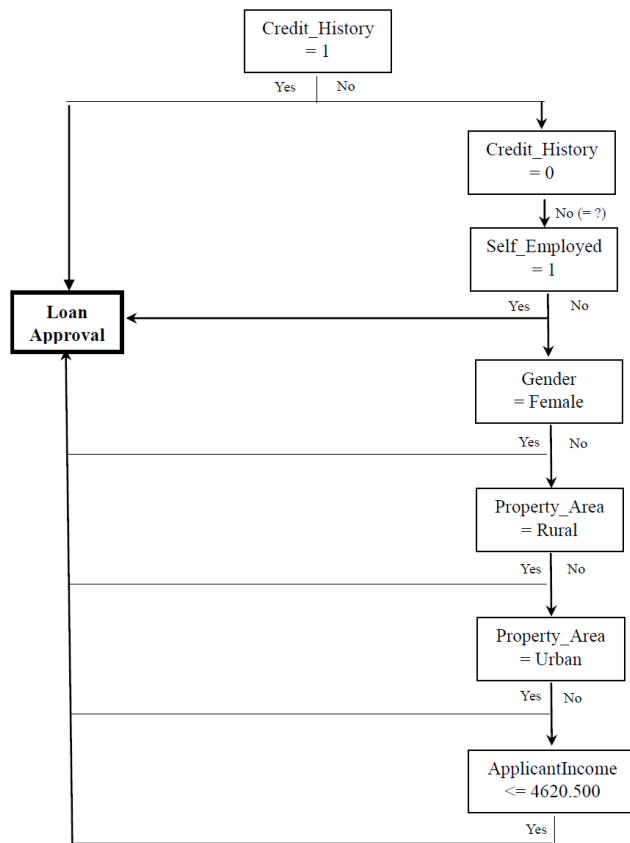 Credit_History
= 1
Yes
No
Credit_History
= 0
No (= ?)
Self_Employed
= 1
Yes
No
Loan
Approval
Gender
= Female
Yes
No
Property_Area
= Rural
Yes
No
Property_Area
= Urban
Yes
No
ApplicantIncome
<= 4620.500
Yes